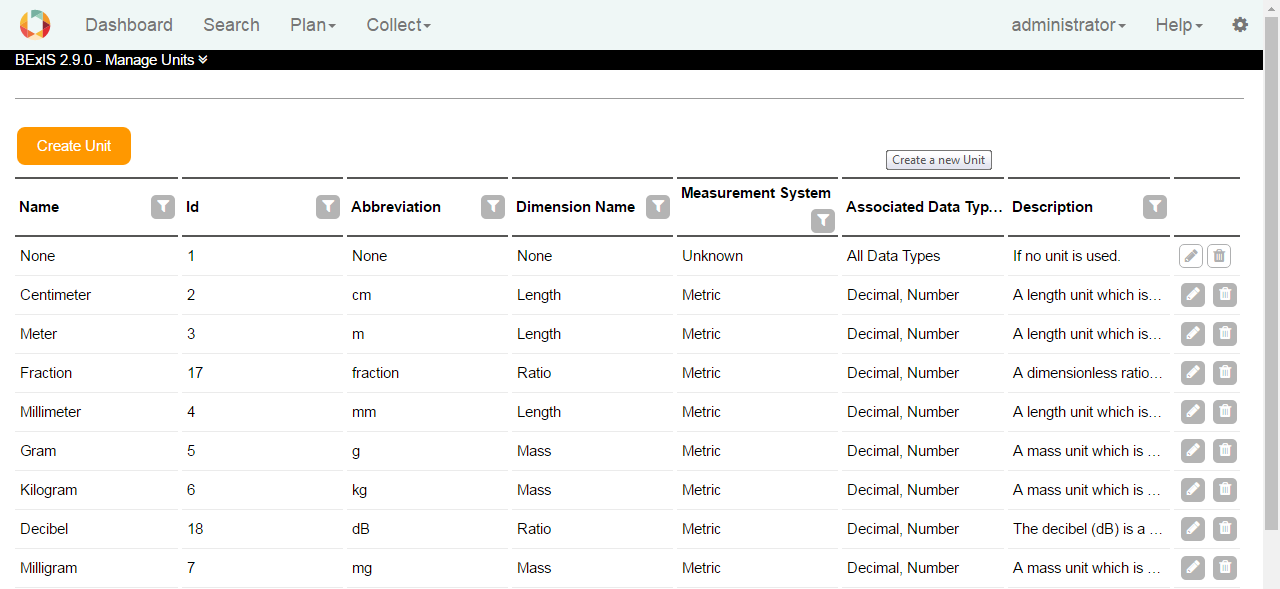 Dashboard Search Plan Collect administrator Help
BExIS 2.9.0 - Manage Units
Create Unit
Create a new Unit
Name Id Abbreviation Dimension Name Measurement System Associated Data Typ... Description
None 1 None None Unknown All Data Types If no unit is used.
Centimeter 2 cm Length Metric Decimal, Number A length unit which is...
Meter 3 m Length Metric Decimal, Number A length unit which is...
Fraction 17 fraction Ratio Metric Decimal, Number A dimensionless ratio...
Millimeter 4 mm Length Metric Decimal, Number A length unit which is...
Gram 5 g Mass Metric Decimal, Number A mass unit which is ...
Kilogram 6 kg Mass Metric Decimal, Number A mass unit which is ...
Decibel 18 dB Ratio Metric Decimal, Number The decibel (dB) is a ...
Milligram 7 mg Mass Metric Decimal, Number A mass unit which is ...